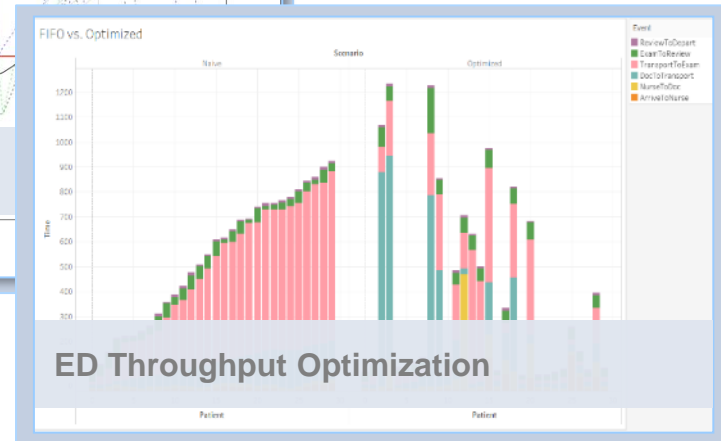 FIFO vs. Optimized
Scenario
Naive
Optimized
Event
ReviewToDepart
ExamToReview
TransportToExam
DocToTransport
NurseToDoc
ArriveToNurse
1200
1100
1000
900
800
700
600
500
400
300
Time
ED Throughput Optimization
Patient
Patient